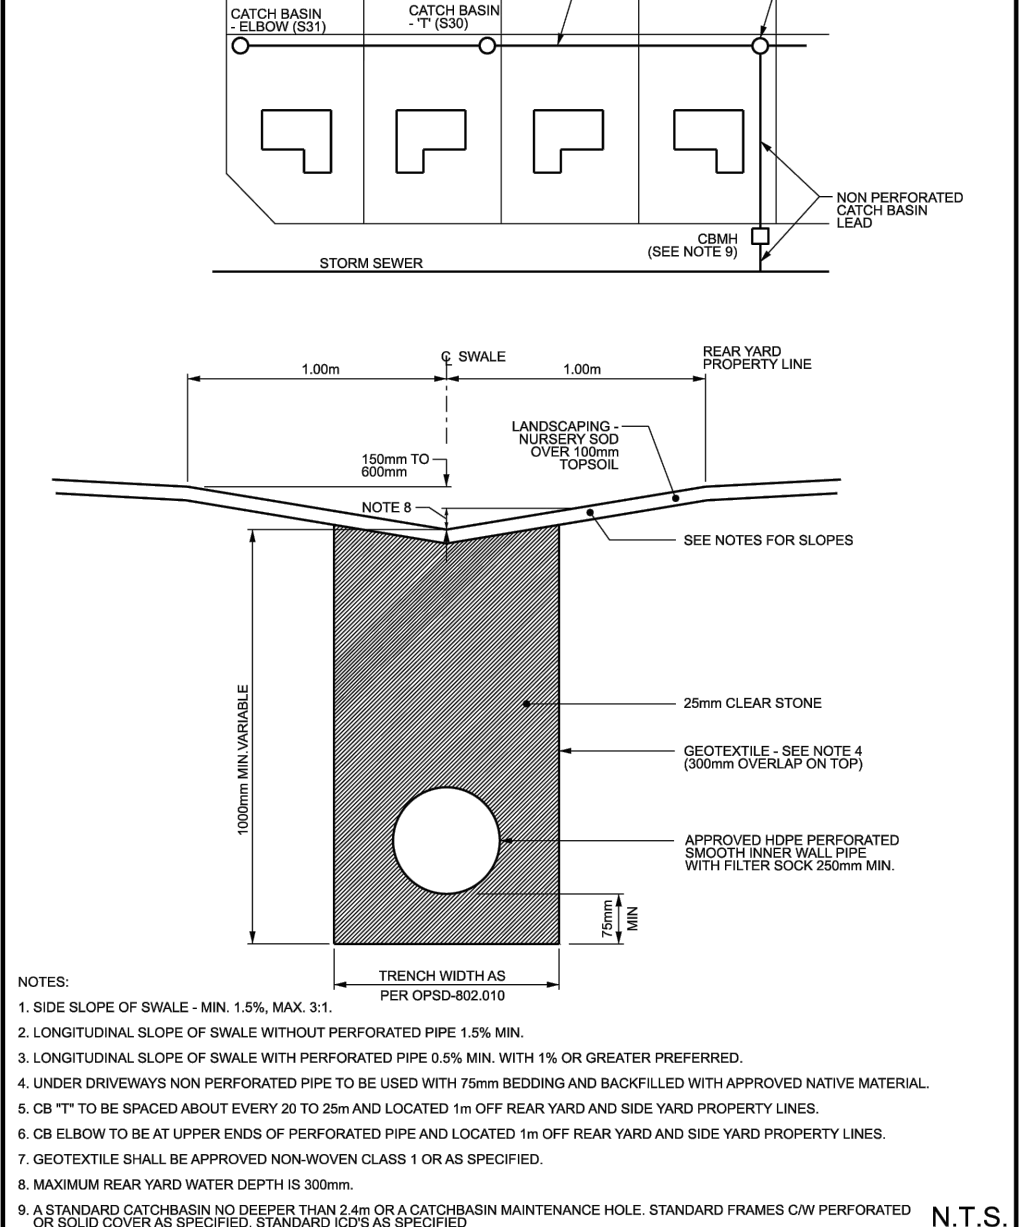 CATCH BASIN
- ELBOW (S31)
CATCH BASIN
- 'T' (S30)
NON PERFORATED
CATCH BASIN
LEAD
CBMH
(SEE NOTE 9)
STORM SEWER
℄ SWALE
REAR YARD
PROPERTY LINE
1.00m
1.00m
LANDSCAPING -
NURSERY SOD
OVER 100mm
TOPSOIL
150mm TO
600mm
NOTE 8
SEE NOTES FOR SLOPES
1000mm MIN.VARIABLE
25mm CLEAR STONE
GEOTEXTILE - SEE NOTE 4
(300mm OVERLAP ON TOP)
APPROVED HDPE PERFORATED
SMOOTH INNER WALL PIPE
WITH FILTER SOCK 250mm MIN.
75mm
MIN
TRENCH WIDTH AS
PER OPSD-802.010
NOTES:
1. SIDE SLOPE OF SWALE - MIN. 1.5%, MAX. 3:1.
2. LONGITUDINAL SLOPE OF SWALE WITHOUT PERFORATED PIPE 1.5% MIN.
3. LONGITUDINAL SLOPE OF SWALE WITH PERFORATED PIPE 0.5% MIN. WITH 1% OR GREATER PREFERRED.
4. UNDER DRIVEWAYS NON PERFORATED PIPE TO BE USED WITH 75mm BEDDING AND BACKFILLED WITH APPROVED NATIVE MATERIAL.
5. CB "T" TO BE SPACED ABOUT EVERY 20 TO 25m AND LOCATED 1m OFF REAR YARD AND SIDE YARD PROPERTY LINES.
6. CB ELBOW TO BE AT UPPER ENDS OF PERFORATED PIPE AND LOCATED 1m OFF REAR YARD AND SIDE YARD PROPERTY LINES.
7. GEOTEXTILE SHALL BE APPROVED NON-WOVEN CLASS 1 OR AS SPECIFIED.
8. MAXIMUM REAR YARD WATER DEPTH IS 300mm.
9. A STANDARD CATCHBASIN NO DEEPER THAN 2.4m OR A CATCHBASIN MAINTENANCE HOLE. STANDARD FRAMES C/W PERFORATED
OR SOLID COVER AS SPECIFIED. STANDARD ICD'S AS SPECIFIED
N.T.S.